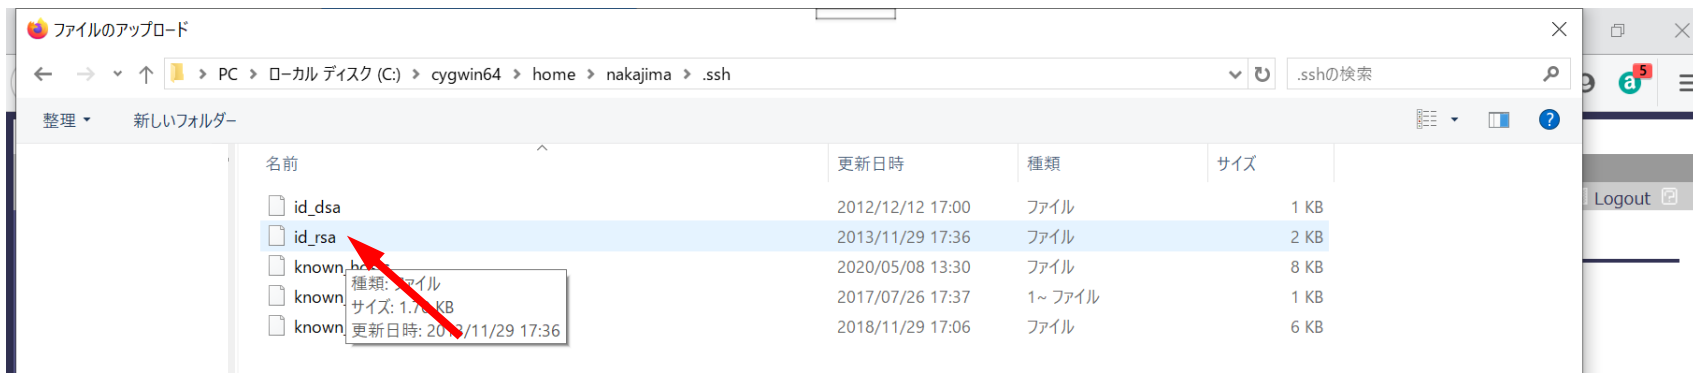 ファイルのアップロード
PC > ローカル ディスク (C:) > cygwin64 > home > nakajima > .ssh
.sshの検索
5
a
整理
新しいフォルダー
?
名前 更新日時 種類 サイズ
Logout
id_dsa 2012/12/12 17:00 ファイル 1 KB
id_rsa 2013/11/29 17:36 ファイル 2 KB
2020/05/08 13:30 ファイル 8 KB
known_ 2017/07/26 17:37 1~ ファイル 1 KB
known_ 2018/11/29 17:06 ファイル 6 KB
種類: ファイル
サイズ: KB
更新日時: 2013/11/29 17:36